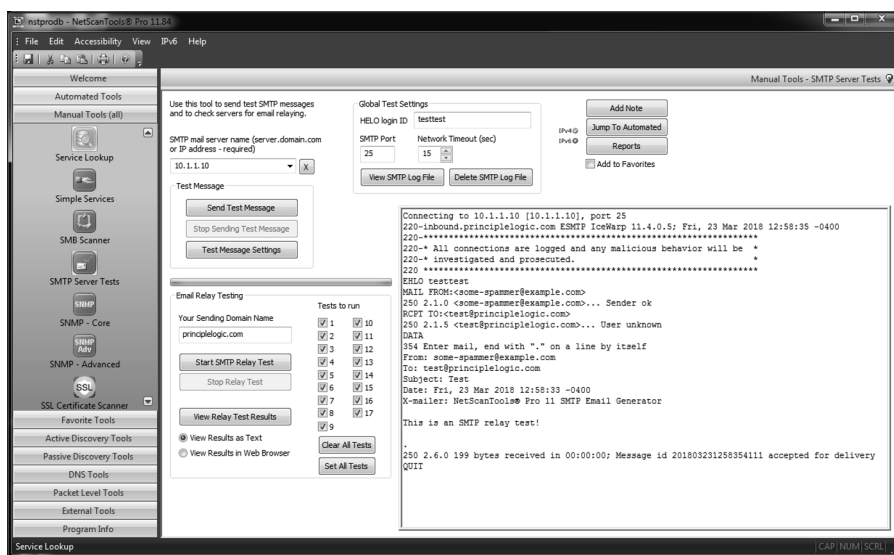 nstprodb - NetScanTools® Pro 11.84
File Edit Accessibility View IPv6 Help
Welcome
Automated Tools
Manual Tools (all)
Service Lookup
Simple Services
SMB Scanner
SMTP Server Tests
SNMP
SNMP - Core
SNMP Adv
SNMP - Advanced
SSL
SSL Certificate Scanner
Favorite Tools
Active Discovery Tools
Passive Discovery Tools
DNS Tools
Packet Level Tools
External Tools
Program Info
Manual Tools - SMTP Server Tests
Use this tool to send test SMTP messages
and to check servers for email relaying.
SMTP mail server name (server.domain.com
or IP address - required)
10.1.1.10 X
Test Message
Send Test Message
Stop Sending Test Message
Test Message Settings
Global Test Settings
HELO login ID testtest
SMTP Port Network Timeout (sec)
25 15
View SMTP Log File Delete SMTP Log File
IPv4
IPv6
Add Note
Jump To Automated
Reports
Add to Favorites
Email Relay Testing
Your Sending Domain Name
principlelogic.com
Start SMTP Relay Test
Stop Relay Test
View Relay Test Results
View Results as Text
View Results in Web Browser
Tests to run
1 10
2 11
3 12
4 13
5 14
6 15
7 16
8 17
9
Clear All Tests
Set All Tests
Connecting to 10.1.1.10 [10.1.1.10], port 25
220-inbound.principlelogic.com ESMTP IceWarp 11.4.0.5; Fri, 23 Mar 2018 12:58:35 -0400
220-****************************************************
220-* All connections are logged and any malicious behavior will be *
220-* investigated and prosecuted. *
220 ****************************************************
EHLO testtest
MAIL FROM:<some-spammer@example.com>
250 2.1.0 <some-spammer@example.com>... Sender ok
RCPT TO:<test@principlelogic.com>
250 2.1.5 <test@principlelogic.com>... User unknown
DATA
354 Enter mail, end with "." on a line by itself
From: some-spammer@example.com
To: test@principlelogic.com
Subject: Test
Date: Fri, 23 Mar 2018 12:58:33 -0400
X-mailer: NetScanTools® Pro 11 SMTP Email Generator
This is an SMTP relay test!
.
250 2.6.0 199 bytes received in 00:00:00; Message id 201803231258354111 accepted for delivery
QUIT
Service Lookup
CAP NUM SCRL